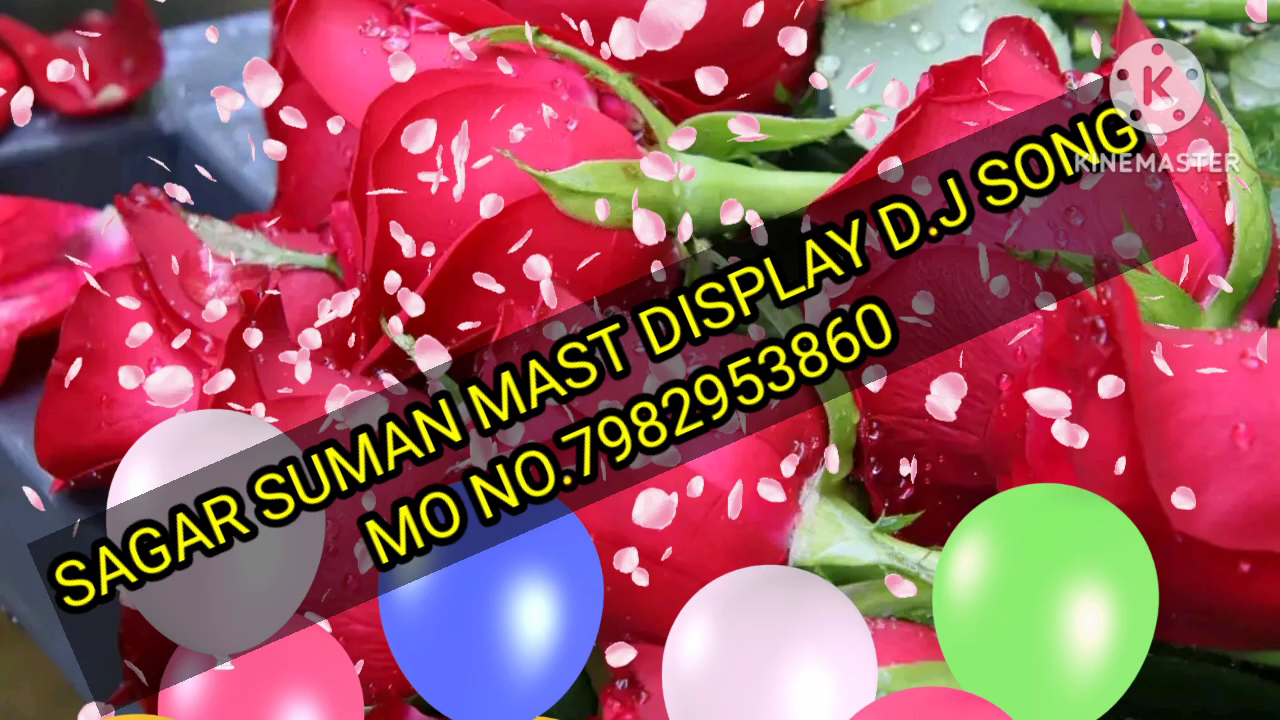 SAGAR SUMAN MAST DISPLAY D.J SONG
MO NO.7982953860
K
KINEMASTER